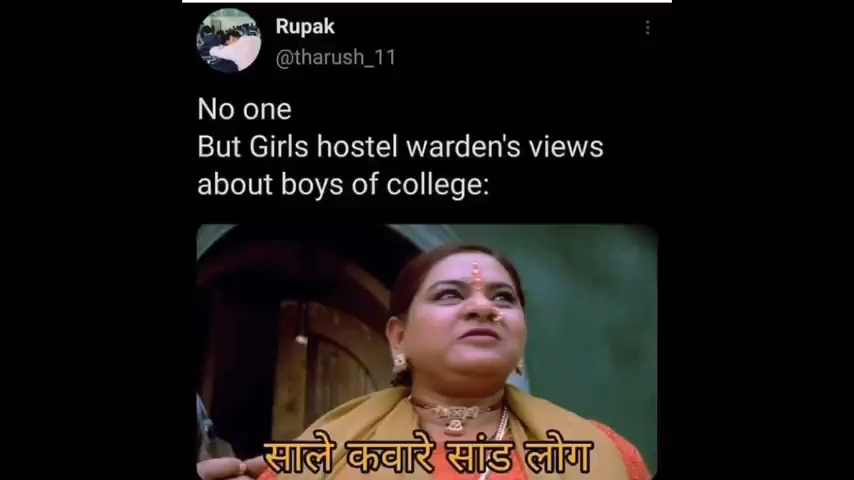 Rupak
@tharush_11
No one
But Girls hostel warden's views
about boys of college:
साले कवारे सांड लोग